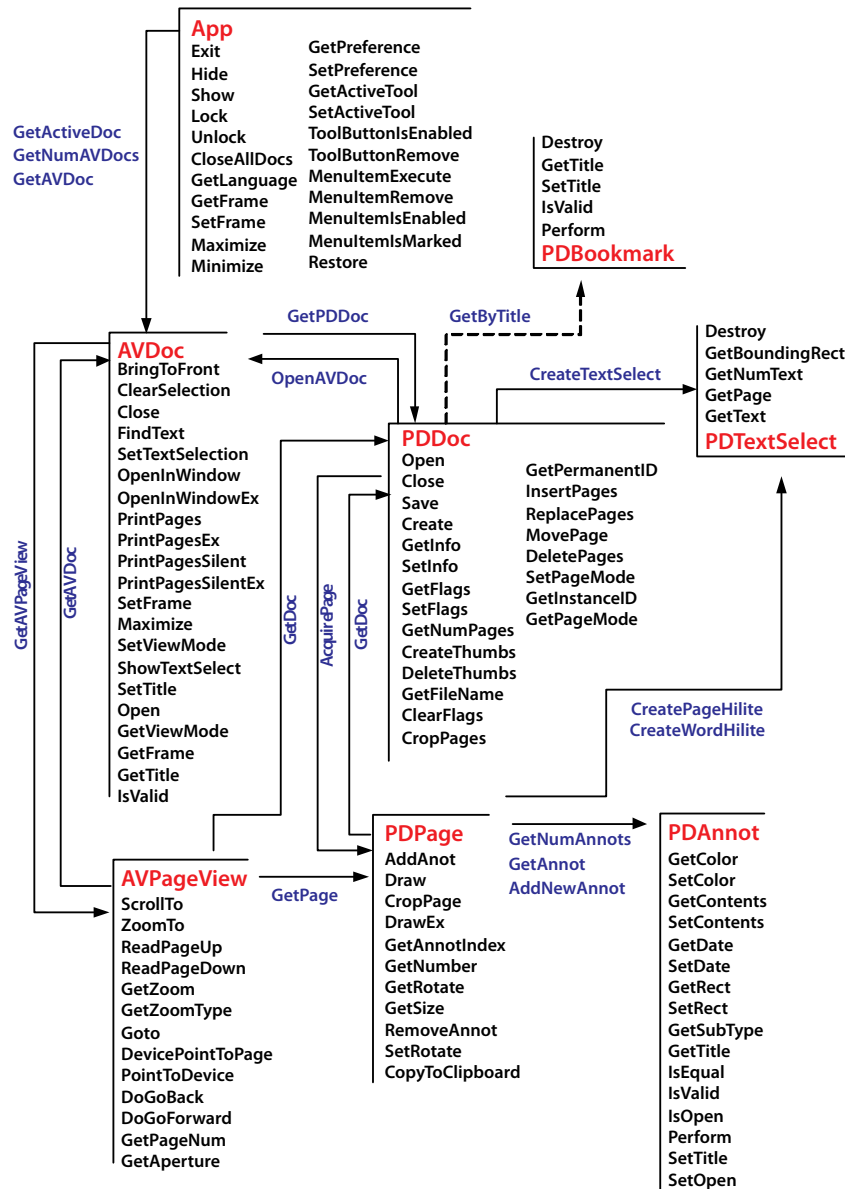 App
Exit
Hide
Show
Lock
Unlock
CloseAllDocs
GetLanguage
GetFrame
SetFrame
Maximize
Minimize
GetPreference
SetPreference
GetActiveTool
SetActiveTool
ToolButtonIsEnabled
ToolButtonRemove
MenuItemExecute
MenuItemRemove
MenuItemIsEnabled
MenuItemIsMarked
Restore
GetActiveDoc
GetNumAVDocs
GetAVDoc
Destroy
GetTitle
SetTitle
IsValid
Perform
PDBookmark
GetPDDoc
GetByTitle
OpenAVDoc
CreateTextSelect
Destroy
GetBoundingRect
GetNumText
GetPage
GetText
PDTextSelect
AVDoc
BringToFront
ClearSelection
Close
FindText
SetTextSelection
OpenInWindow
OpenInWindowEx
PrintPages
PrintPagesEx
PrintPagesSilent
PrintPagesSilentEx
SetFrame
Maximize
SetViewMode
ShowTextSelect
SetTitle
Open
GetViewMode
GetFrame
GetTitle
IsValid
GetAVPageView
GetAVDoc
GetDoc
AcquirePage
GetDoc
PDDoc
Open
Close
Save
Create
GetInfo
SetInfo
GetFlags
SetFlags
GetNumPages
CreateThumbs
DeleteThumbs
GetFileName
ClearFlags
CropPages
GetPermanentID
InsertPages
ReplacePages
MovePage
DeletePages
SetPageMode
GetInstanceID
GetPageMode
CreatePageHilite
CreateWordHilite
AVPageView
ScrollTo
ZoomTo
ReadPageUp
ReadPageDown
GetZoom
GetZoomType
Goto
DevicePointToPage
PointToDevice
DoGoBack
DoGoForward
GetPageNum
GetAperture
GetPage
PDPage
AddAnot
Draw
CropPage
DrawEx
GetAnnotIndex
GetNumber
GetRotate
GetSize
RemoveAnnot
SetRotate
CopyToClipboard
GetNumAnnots
GetAnnot
AddNewAnnot
PDAnnot
GetColor
SetColor
GetContents
SetContents
GetDate
SetDate
GetRect
SetRect
GetSubType
GetTitle
IsEqual
IsValid
IsOpen
Perform
SetTitle
SetOpen